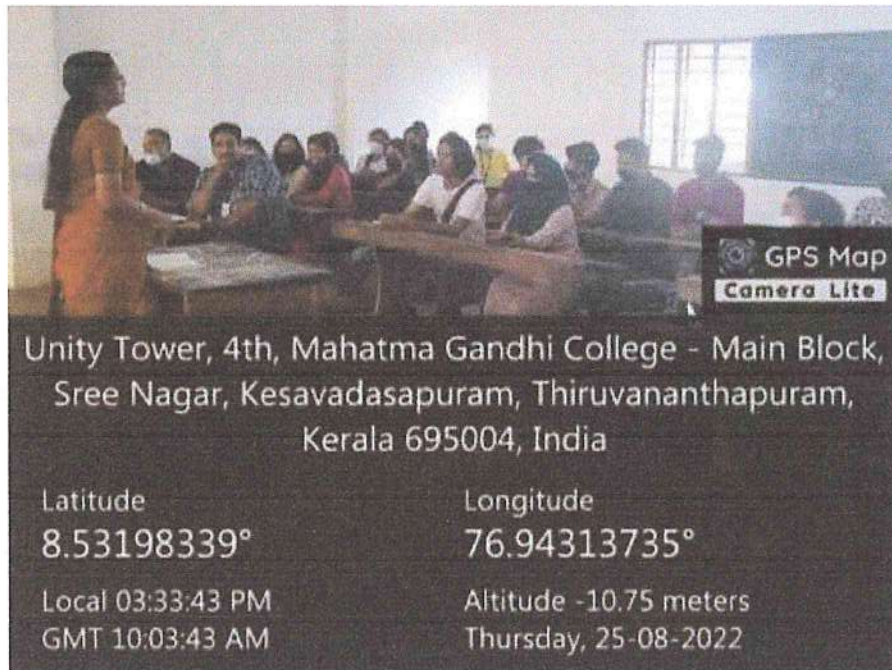 GPS Map
Camera Lite
Unity Tower, 4th, Mahatma Gandhi College - Main Block,
Sree Nagar, Kesavadasapuram, Thiruvananthapuram,
Kerala 695004, India
Latitude
8.53198339°
Longitude
76.94313735°
Local 03:33:43 PM
GMT 10:03:43 AM
Altitude -10.75 meters
Thursday, 25-08-2022